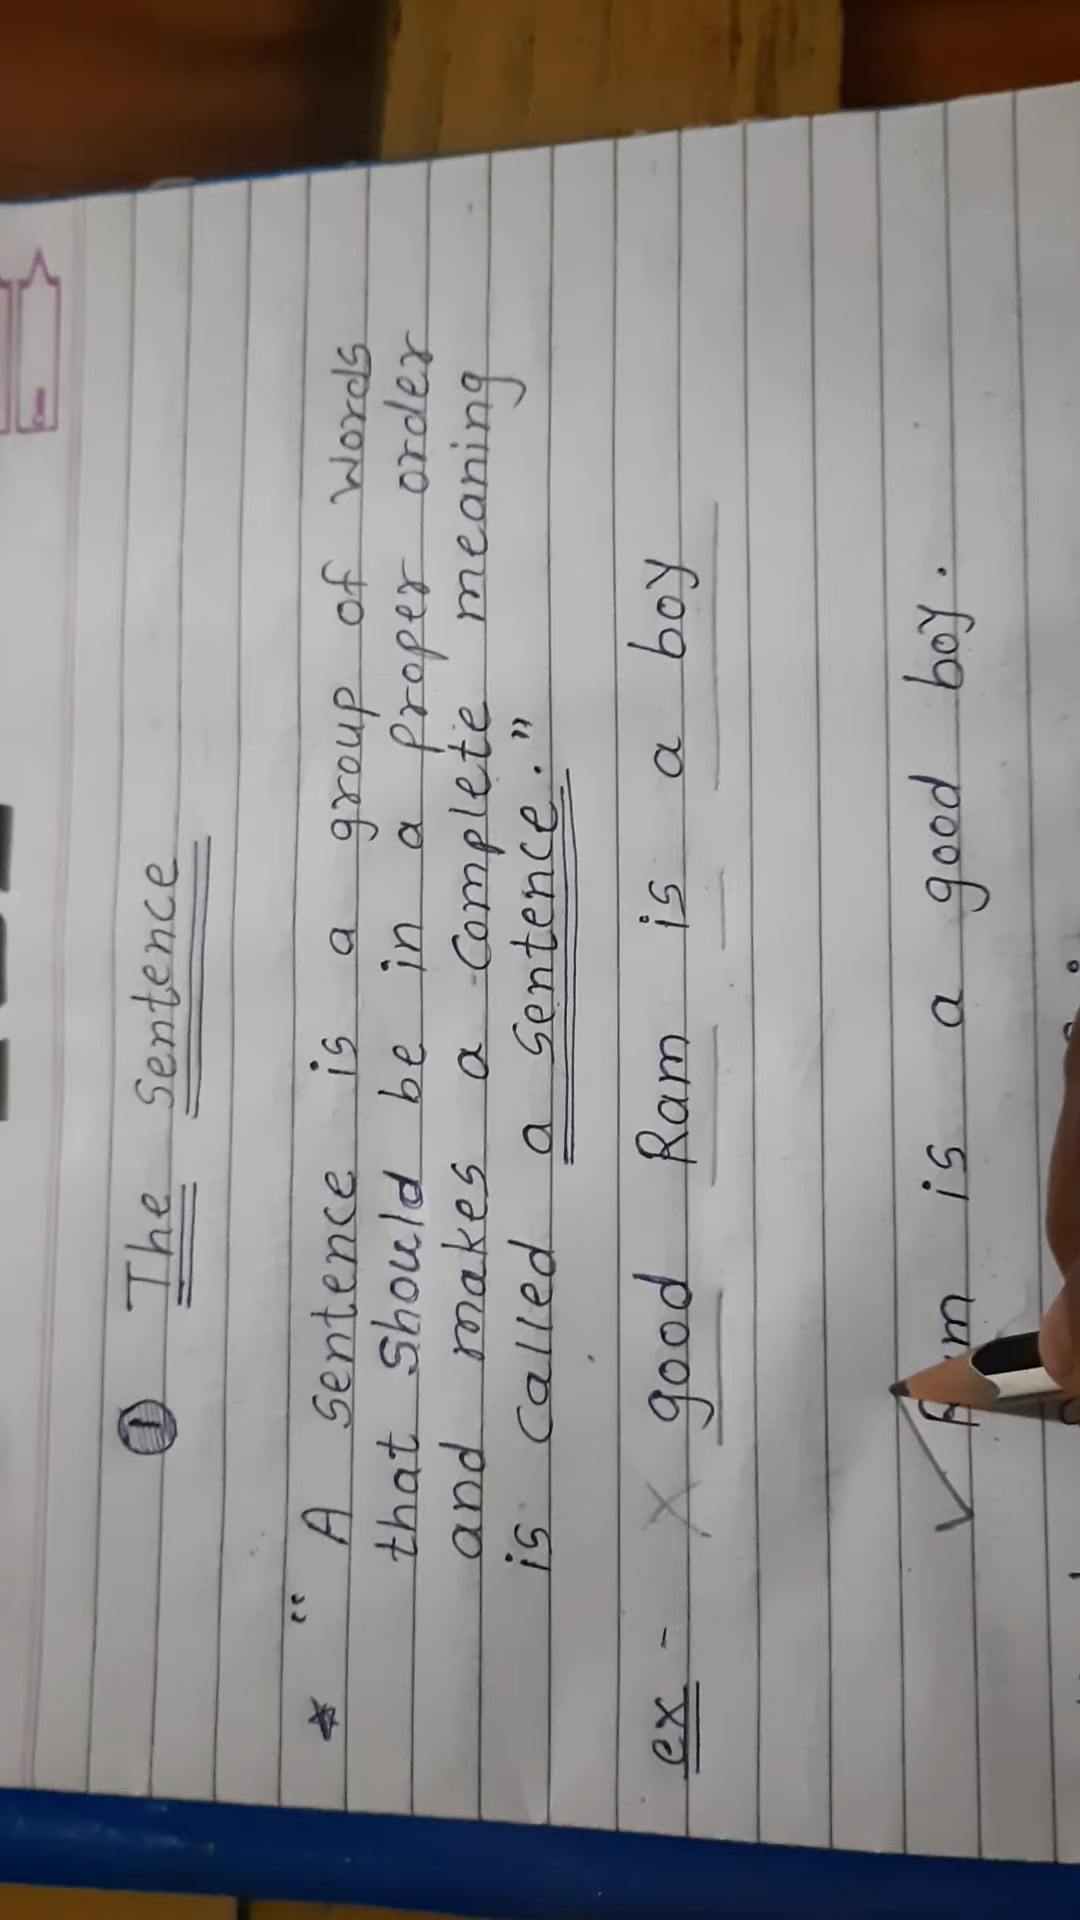 ① The Sentence
* " A Sentence is a group of words
that Should be in a proper order
and makes a Complete meaning
is called a Sentence."
ex - X good Ram is a boy
✓ is a good boy.